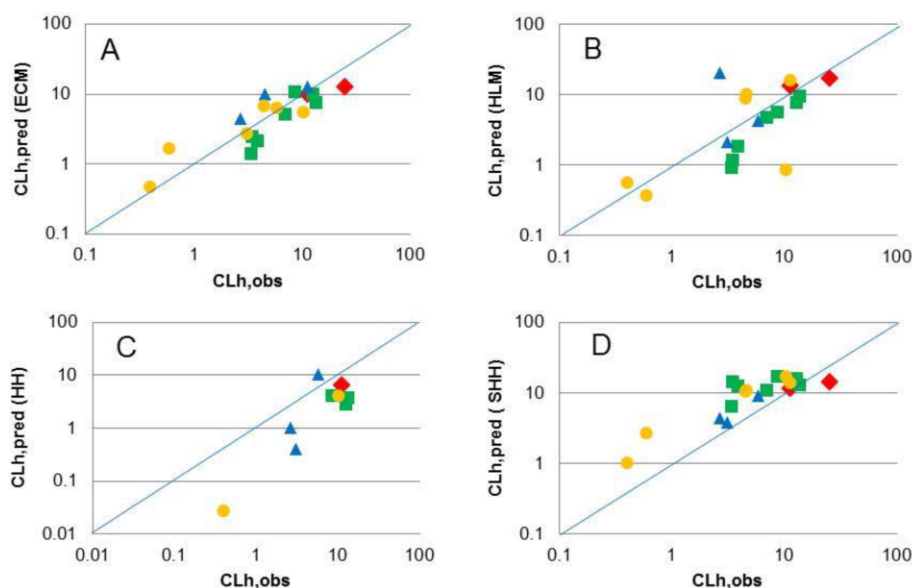 A
CLh,pred (ECM)
100
10
1
0.1
0.1 1 10 100
CLh,obs
B
CLh,pred (HLM)
100
10
1
0.1
0.1 1 10 100
CLh,obs
C
CLh,pred (HH)
100
10
1
0.1
0.01
0.01 0.1 1 10 100
CLh,obs
D
CLh,pred ( SHH)
100
10
1
0.1
0.1 1 10 100
CLh,obs